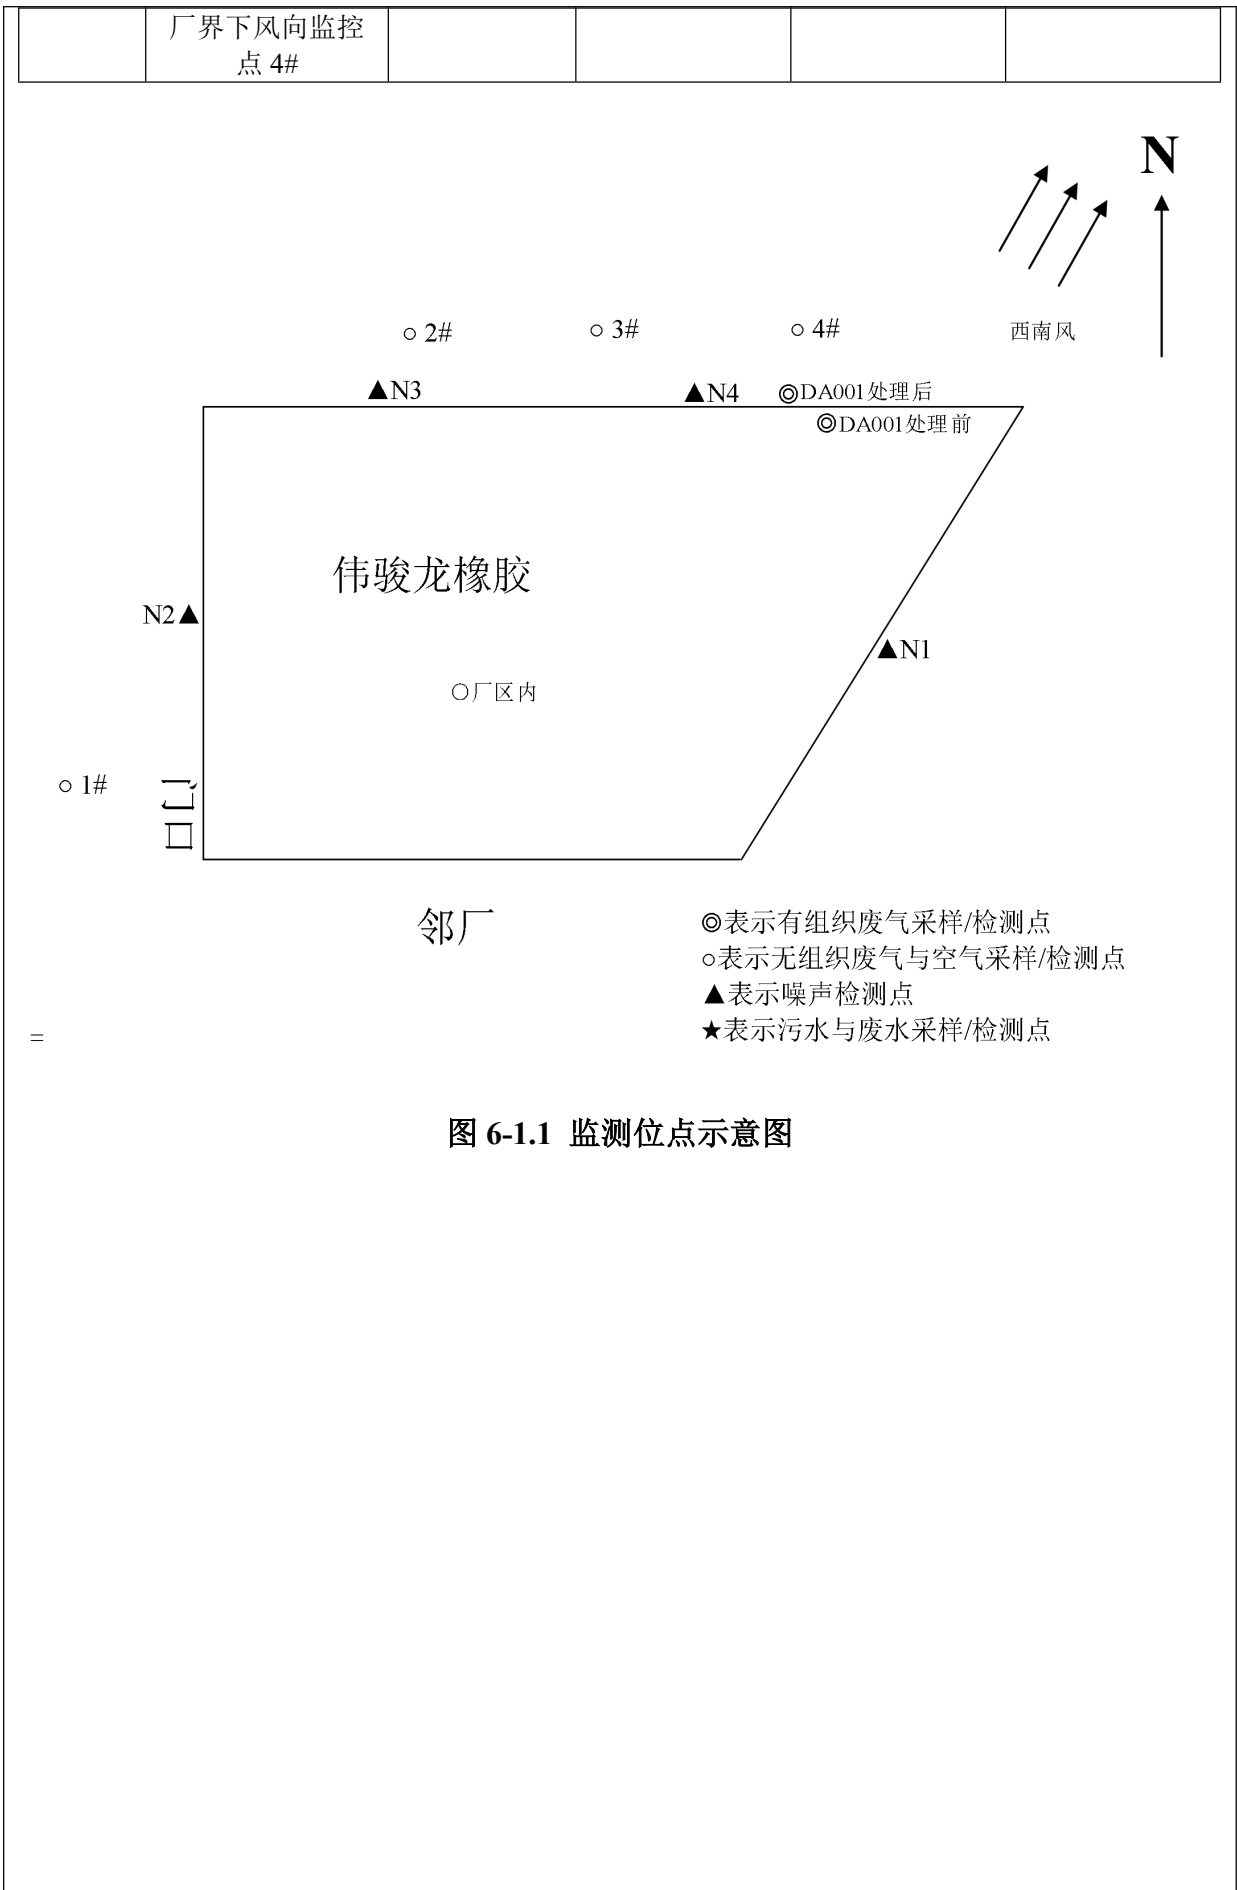 厂界下风向监控
点 4#
N
○ 2#
○ 3#
○ 4#
西南风
▲N3
▲N4
◎DA001处理后
◎DA001处理前
伟骏龙橡胶
N2▲
▲N1
○厂区内
○ 1#
门口
邻厂
◎表示有组织废气采样/检测点
○表示无组织废气与空气采样/检测点
▲表示噪声检测点
★表示污水与废水采样/检测点
=
图 6-1.1 监测位点示意图